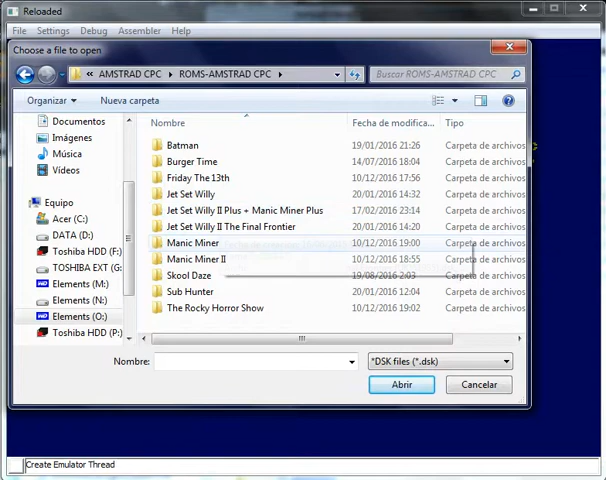 Reloaded
File Settings Debug Assembler Help
Choose a file to open
« AMSTRAD CPC ▸ ROMS-AMSTRAD CPC ▸
Buscar ROMS-AMSTRAD CPC
Organizar Nueva carpeta
Nombre Fecha de modifica... Tipo
Documentos
Imágenes
Música
Vídeos
Equipo
Acer (C:)
DATA (D:)
Toshiba HDD (F:)
TOSHIBA EXT (G:
Elements (M:)
Elements (N:)
Elements (O:)
Toshiba HDD (P:)
Batman 19/01/2016 21:26 Carpeta de archivos
Burger Time 14/07/2016 18:04 Carpeta de archivos
Friday The 13th 10/12/2016 17:56 Carpeta de archivos
Jet Set Willy 20/01/2016 14:32 Carpeta de archivos
Jet Set Willy II Plus + Manic Miner Plus 17/02/2016 23:14 Carpeta de archivos
Jet Set Willy II The Final Frontier 20/01/2016 14:28 Carpeta de archivos
Manic Miner 10/12/2016 19:00 Carpeta de archivos
Manic Miner II 10/12/2016 18:55 Carpeta de archivos
Skool Daze 19/08/2016 2:03 Carpeta de archivos
Sub Hunter 20/01/2016 12:04 Carpeta de archivos
The Rocky Horror Show 10/12/2016 19:02 Carpeta de archivos
Nombre:
*DSK files (*.dsk)
Abrir Cancelar
Create Emulator Thread